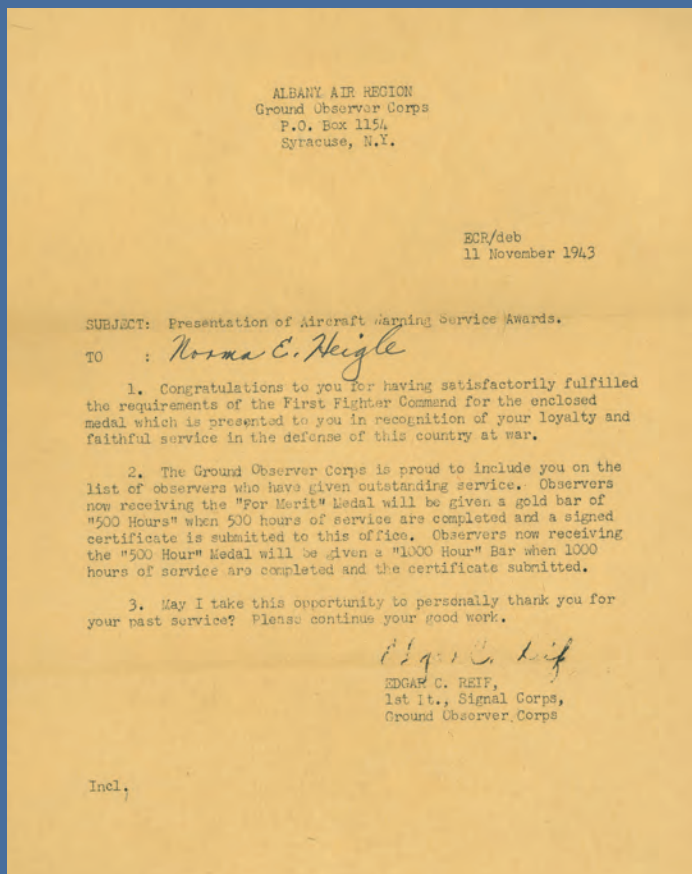 ALBANY AIR REGION
Ground Observer Corps
P.O. Box 1154
Syracuse, N.Y.
ECR/deb
11 November 1943
SUBJECT: Presentation of Aircraft Warning Service Awards.
TO : Norma E. Heigle
1. Congratulations to you for having satisfactorily fulfilled
the requirements of the First Fighter Command for the enclosed
medal which is presented to you in recognition of your loyalty and
faithful service in the defense of this country at war.
2. The Ground Observer Corps is proud to include you on the
list of observers who have given outstanding service. Observers
now receiving the "For Merit" Medal will be given a gold bar of
"500 Hours" when 500 hours of service are completed and a signed
certificate is submitted to this office. Observers now receiving
the "500 Hour" Medal will be given a "1000 Hour" Bar when 1000
hours of service are completed and the certificate submitted.
3. May I take this opportunity to personally thank you for
your past service? Please continue your good work.
Edgar C. Reif
EDGAR C. REIF,
1st Lt., Signal Corps,
Ground Observer Corps
Incl.